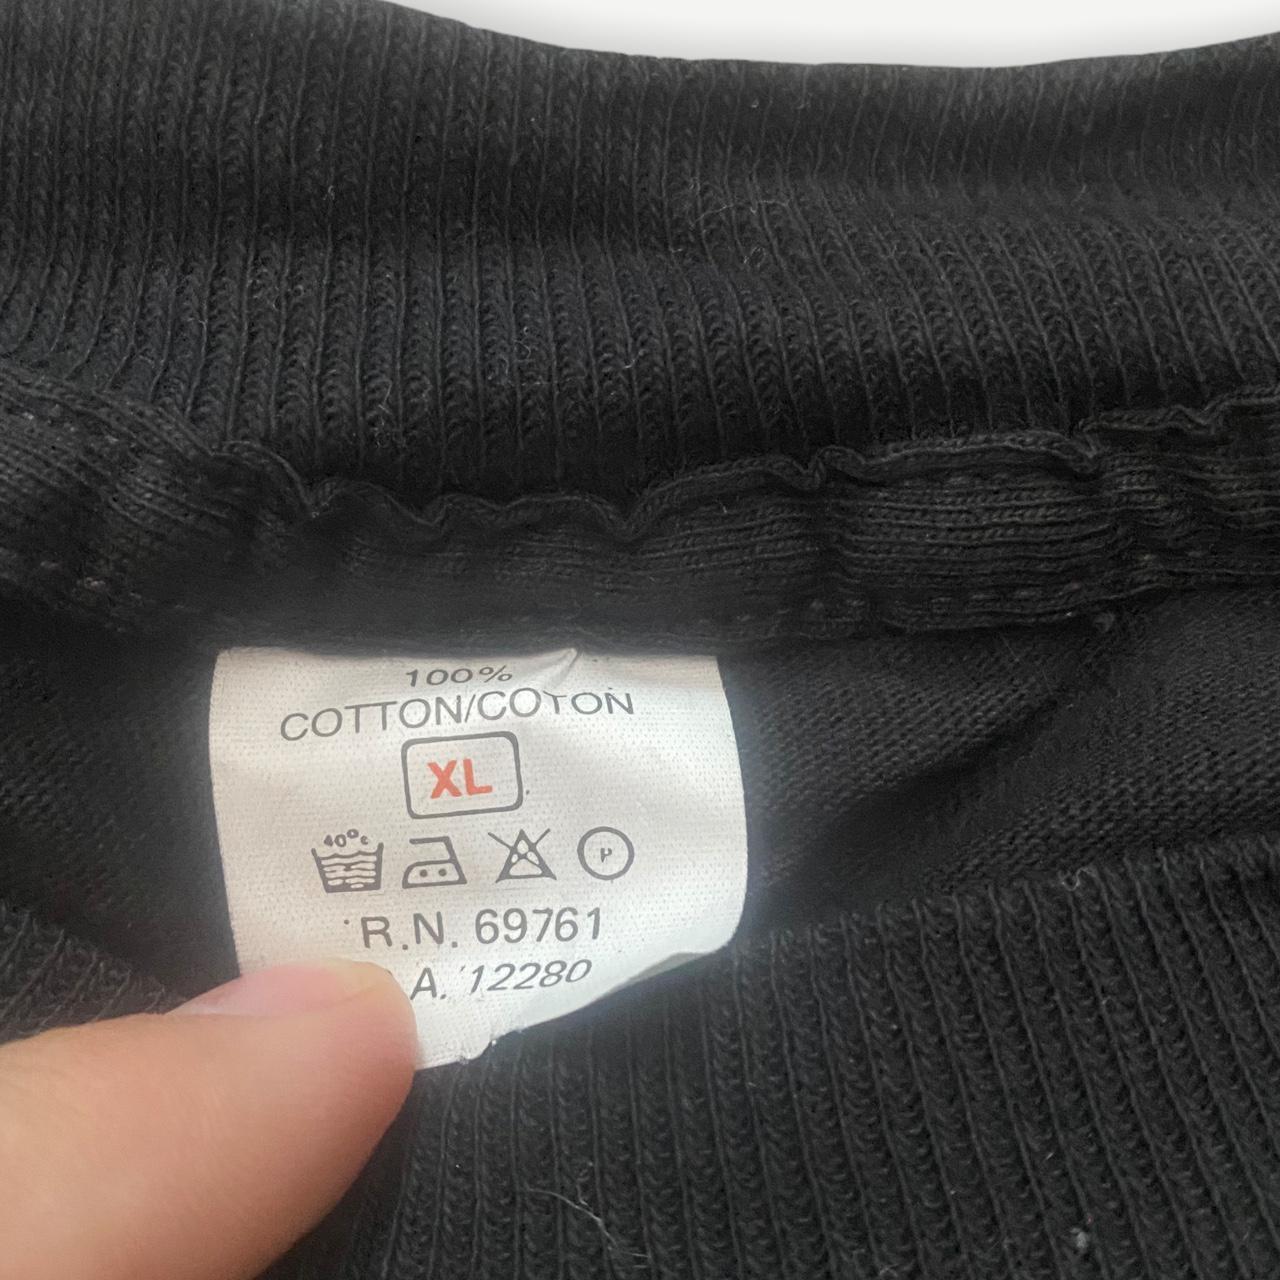 100%
COTTON/COTON
XL
40°c
P
R.N. 69761
A. 12280